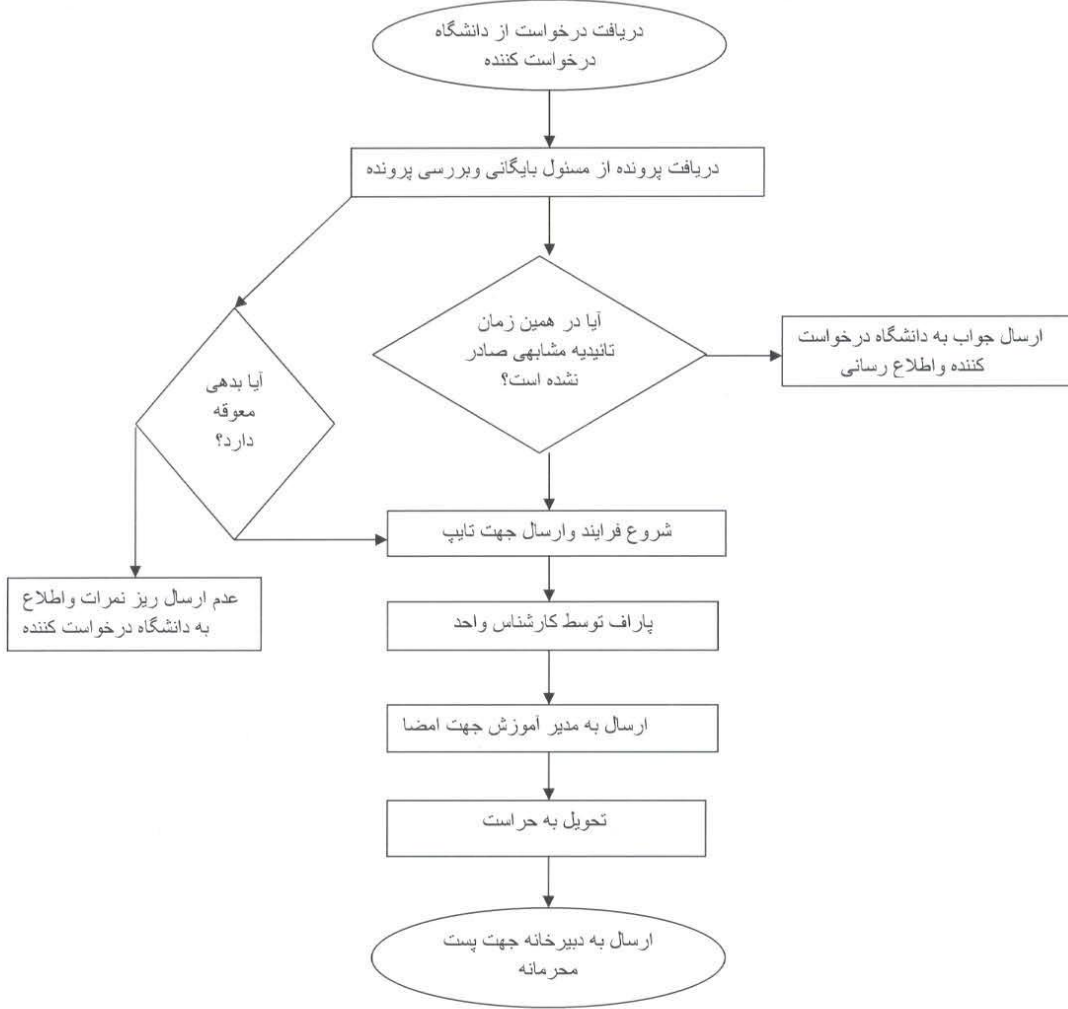 دریافت درخواست از دانشگاه
درخواست کننده
دریافت پرونده از مسئول بایگانی وبررسی پرونده
آیا در همین زمان
تائیدیه مشابهی صادر
نشده است؟
ارسال جواب به دانشگاه درخواست
کننده واطلاع رسانی
آیا بدهی
معوقه
دارد؟
شروع فرایند وارسال جهت تایپ
عدم ارسال ریز نمرات واطلاع
به دانشگاه درخواست کننده
پاراف توسط کارشناس واحد
ارسال به مدیر آموزش جهت امضا
تحویل به حراست
ارسال به دبیرخانه جهت پست
محرمانه